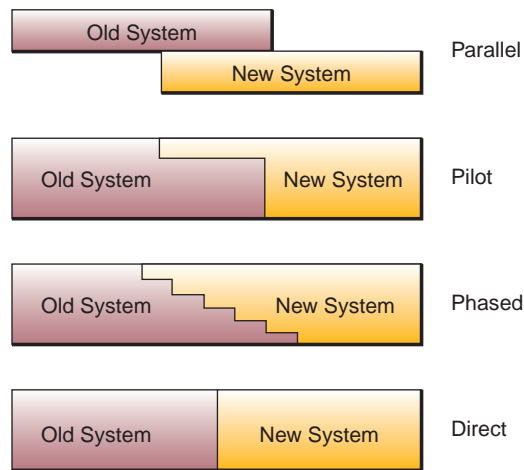 Old System
Parallel
New System
Old System New System Pilot
Old System New System Phased
Old System New System Direct